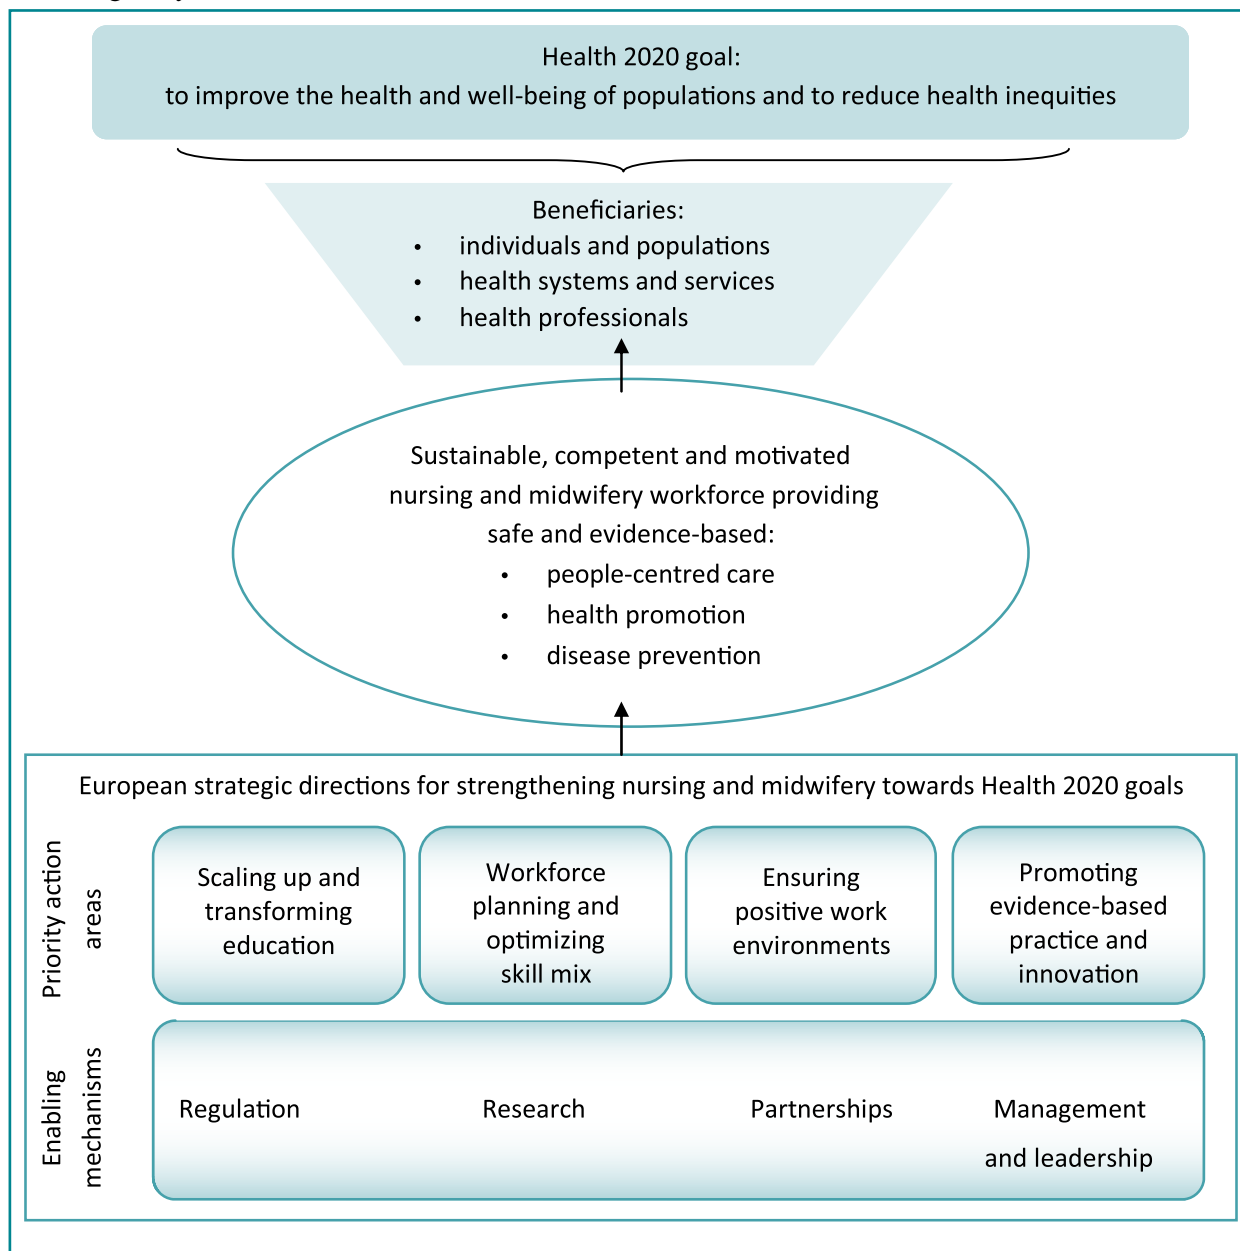 Health 2020 goal:
to improve the health and well-being of populations and to reduce health inequities
Beneficiaries:
• individuals and populations
• health systems and services
• health professionals
Sustainable, competent and motivated
nursing and midwifery workforce providing
safe and evidence-based:
• people-centred care
• health promotion
• disease prevention
European strategic directions for strengthening nursing and midwifery towards Health 2020 goals
Priority action
areas
Scaling up and
transforming
education
Workforce
planning and
optimizing
skill mix
Ensuring
positive work
environments
Promoting
evidence-based
practice and
innovation
Enabling
mechanisms
Regulation
Research
Partnerships
Management
and leadership